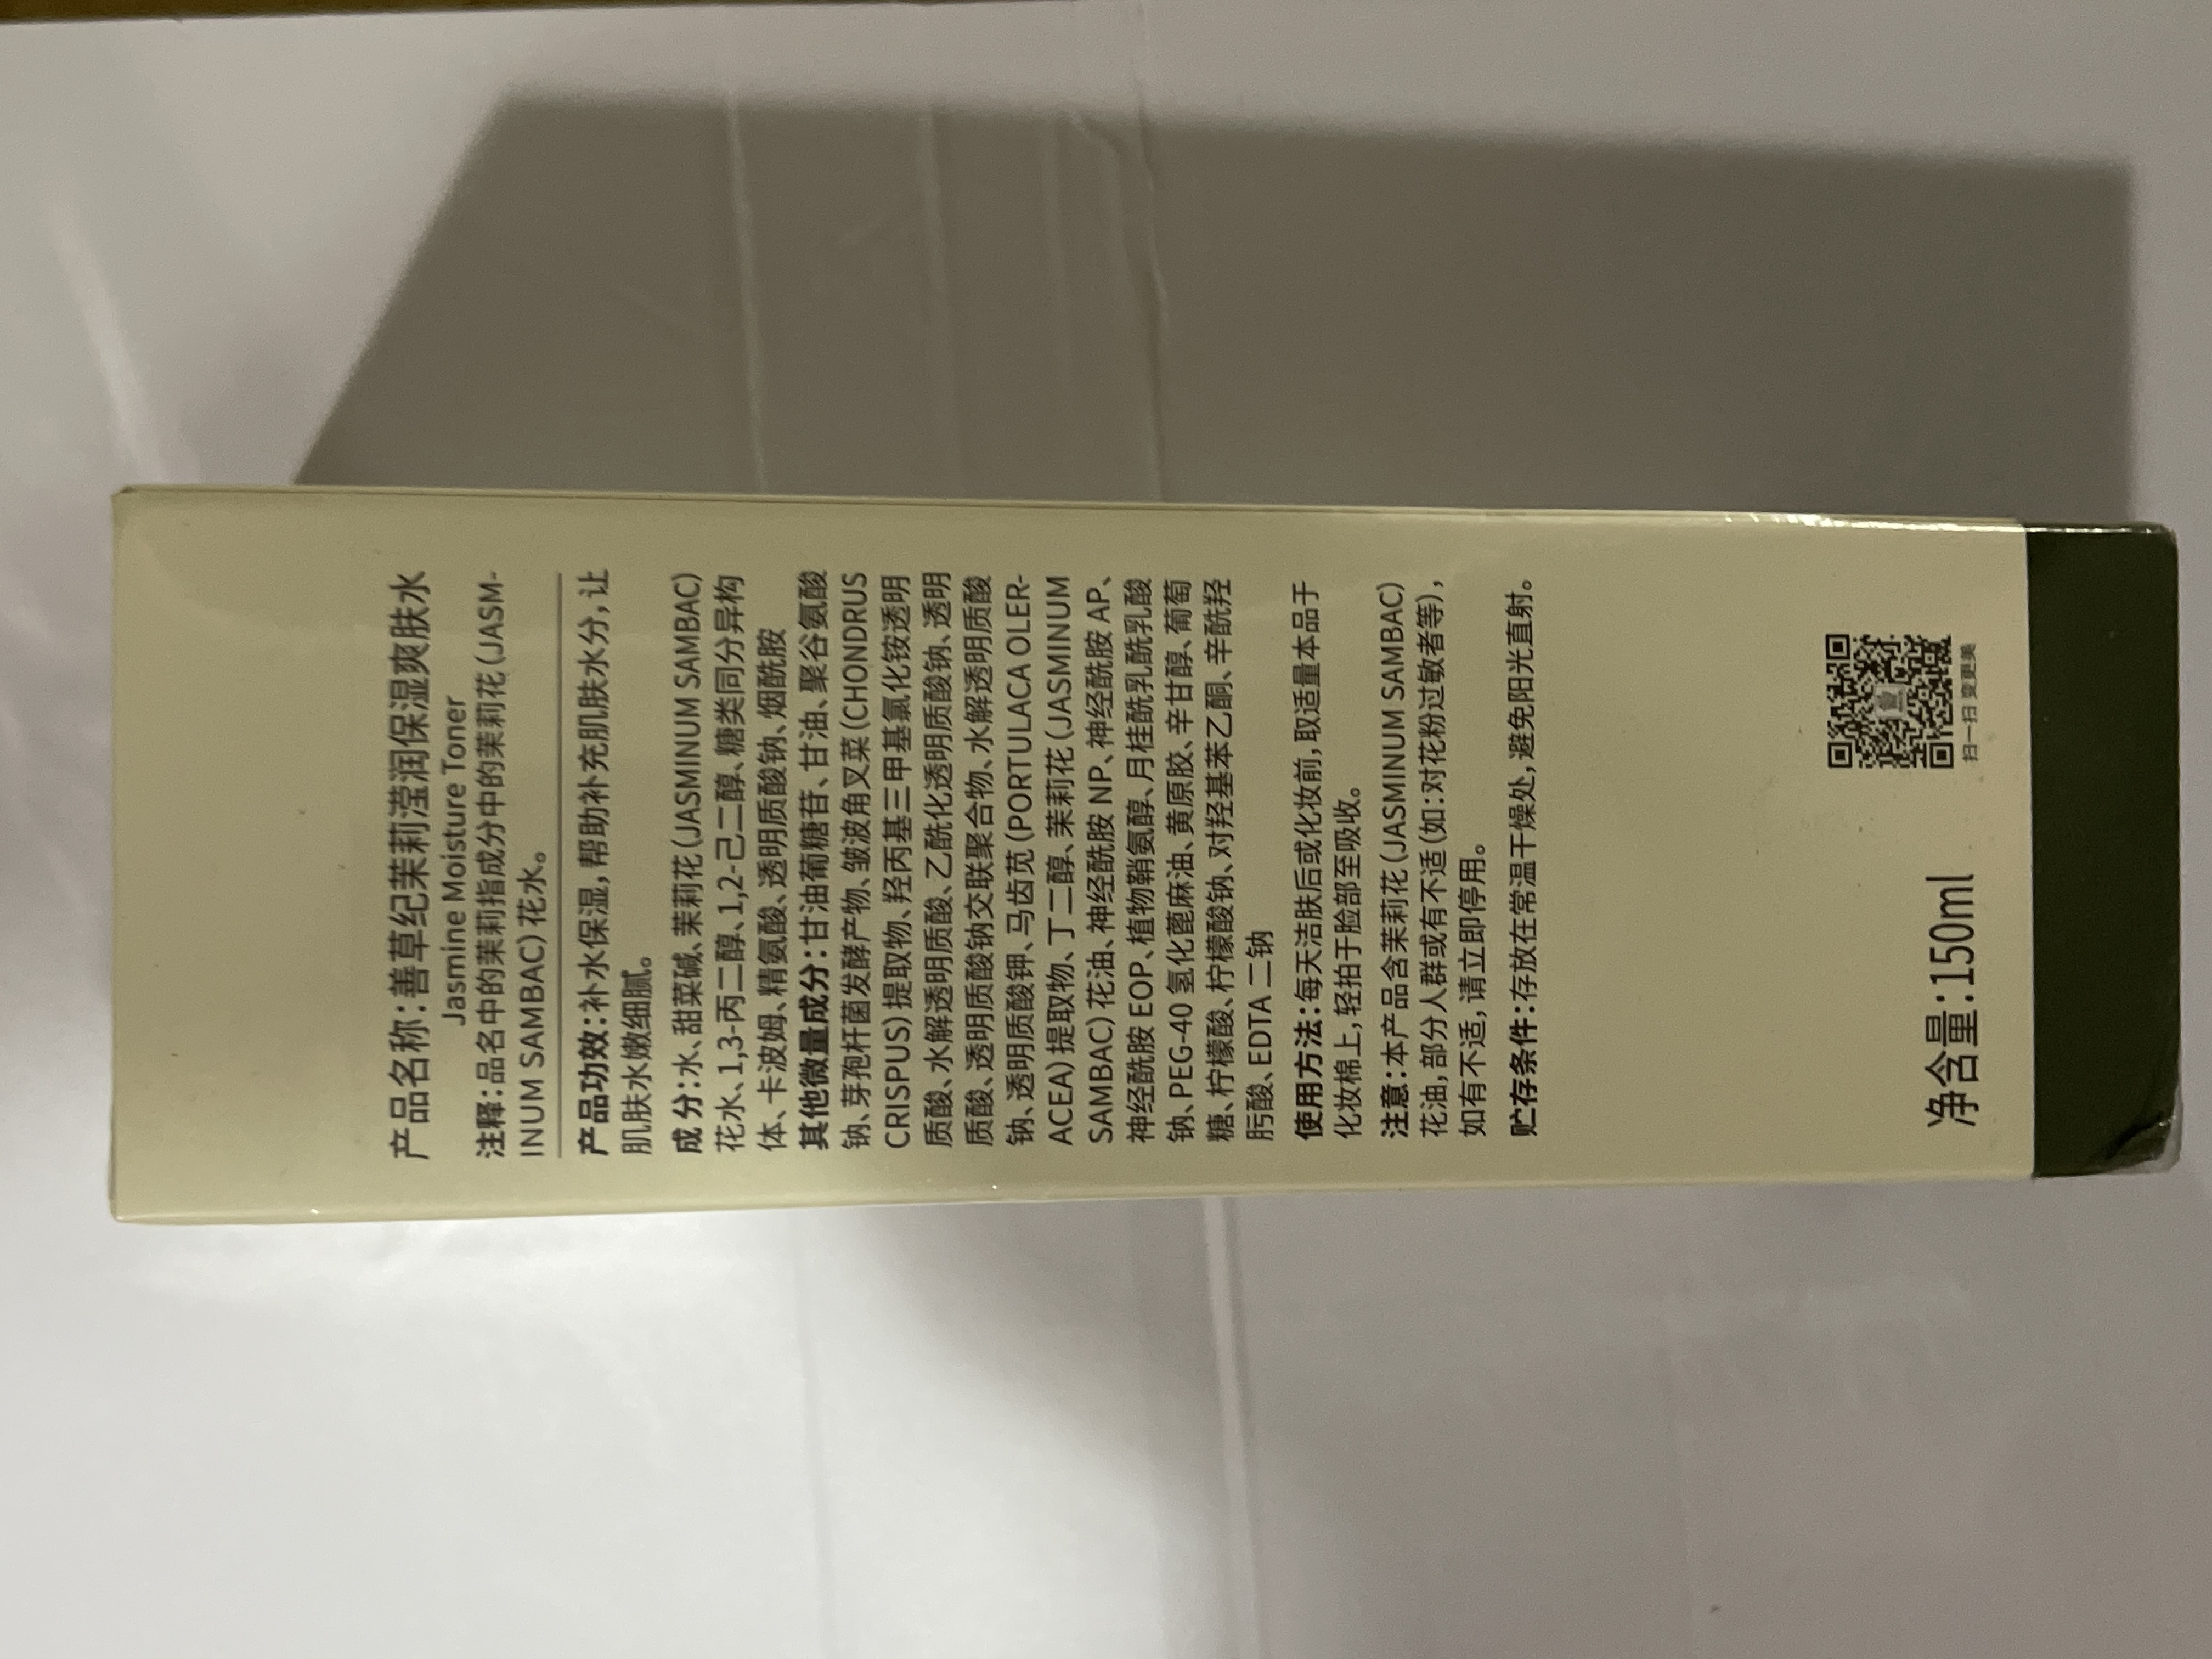 产品名称：善草纪茉莉滢润保湿爽肤水
Jasmine Moisture Toner
注释：品名中的茉莉指成分中的茉莉花（JASM-
INUM SAMBAC）花水。
产品功效：补水保湿，帮助补充肌肤水分，让
肌肤水嫩细腻。
成分：水、甜菜碱、茉莉花（JASMINUM SAMBAC）
花水、1,3-丙二醇、1,2-己二醇、糖类同分异构
体、卡波姆、精氨酸、透明质酸钠、烟酰胺
其他微量成分：甘油葡糖苷、甘油、聚谷氨酸
钠、芽孢杆菌发酵产物、皱波角叉菜（CHONDRUS
CRISPUS）提取物、羟丙基三甲基氯化铵透明
质酸、水解透明质酸、乙酰化透明质酸钠、透明
质酸、透明质酸钠交联聚合物、水解透明质酸
钠、透明质酸钾、马齿苋（PORTULACA OLER-
ACEA）提取物、丁二醇、茉莉花（JASMINUM
SAMBAC）花油、神经酰胺 NP、神经酰胺 AP、
神经酰胺 EOP、植物鞘氨醇、月桂酰乳酰乳酸
钠、PEG-40 氢化蓖麻油、黄原胶、辛甘醇、葡萄
糖、柠檬酸、柠檬酸钠、对羟基苯乙酮、辛酰羟
肟酸、EDTA 二钠
使用方法：每天洁肤后或化妆前，取适量本品于
化妆棉上，轻拍于脸部至吸收。
注意：本产品含茉莉花（JASMINUM SAMBAC）
花油，部分人群或有不适（如：对花粉过敏者等），
如有不适，请立即停用。
贮存条件：存放在常温干燥处，避免阳光直射。
扫一扫 变更美
净含量：150ml